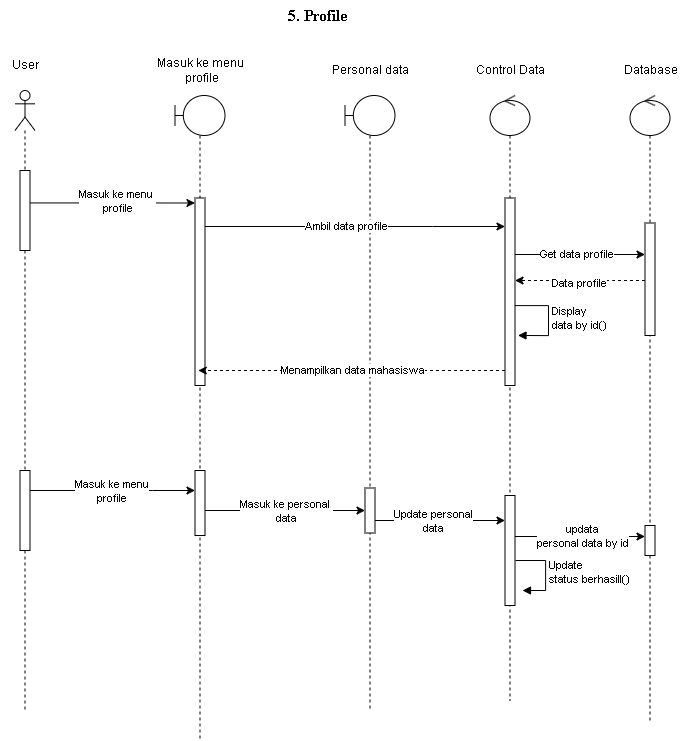 5. Profile
User
Masuk ke menu
profile
Personal data
Control Data
Database
Masuk ke menu
profile
Ambil data profile
Get data profile
Data profile
Display
data by id()
Menampilkan data mahasiswa
Masuk ke menu
profile
Masuk ke personal
data
Update personal
data
updata
personal data by id
Update
status berhasill()